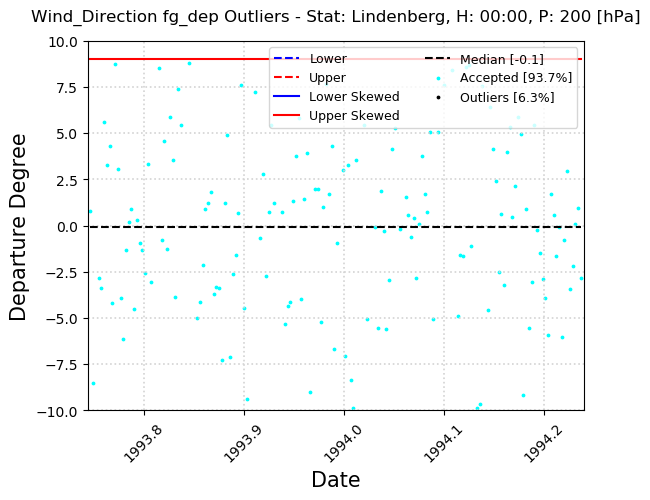 Wind_Direction fg_dep Outliers - Stat: Lindenberg, H: 00:00, P: 200 [hPa]
Lower
Upper
Lower Skewed
Upper Skewed
Median [-0.1]
Accepted [93.7%]
Outliers [6.3%]
Departure Degree
10.0
7.5
5.0
2.5
0.0
−2.5
−5.0
−7.5
−10.0
1993.8
1993.9
1994.0
1994.1
1994.2
Date